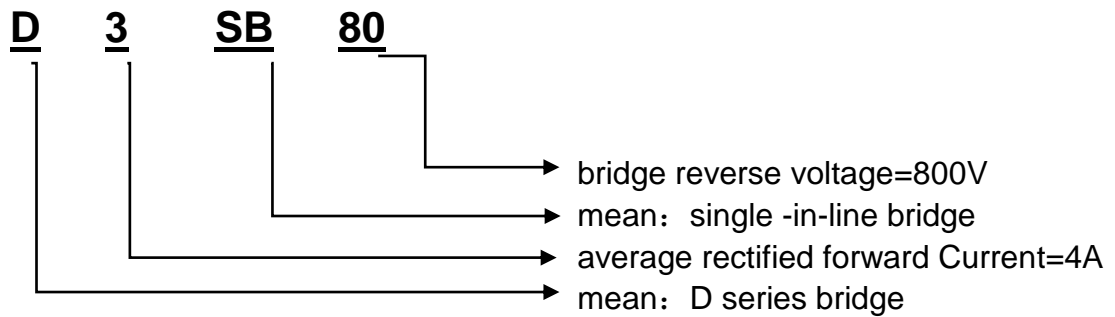 D 3 SB 80
bridge reverse voltage=800V
mean：single -in-line bridge
average rectified forward Current=4A
mean：D series bridge